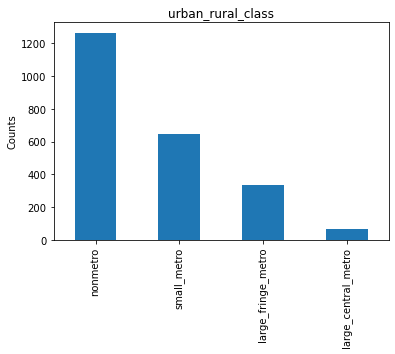 urban_rural_class
Counts
1200
1000
800
600
400
200
0
nonmetro
small_metro
large_fringe_metro
large_central_metro